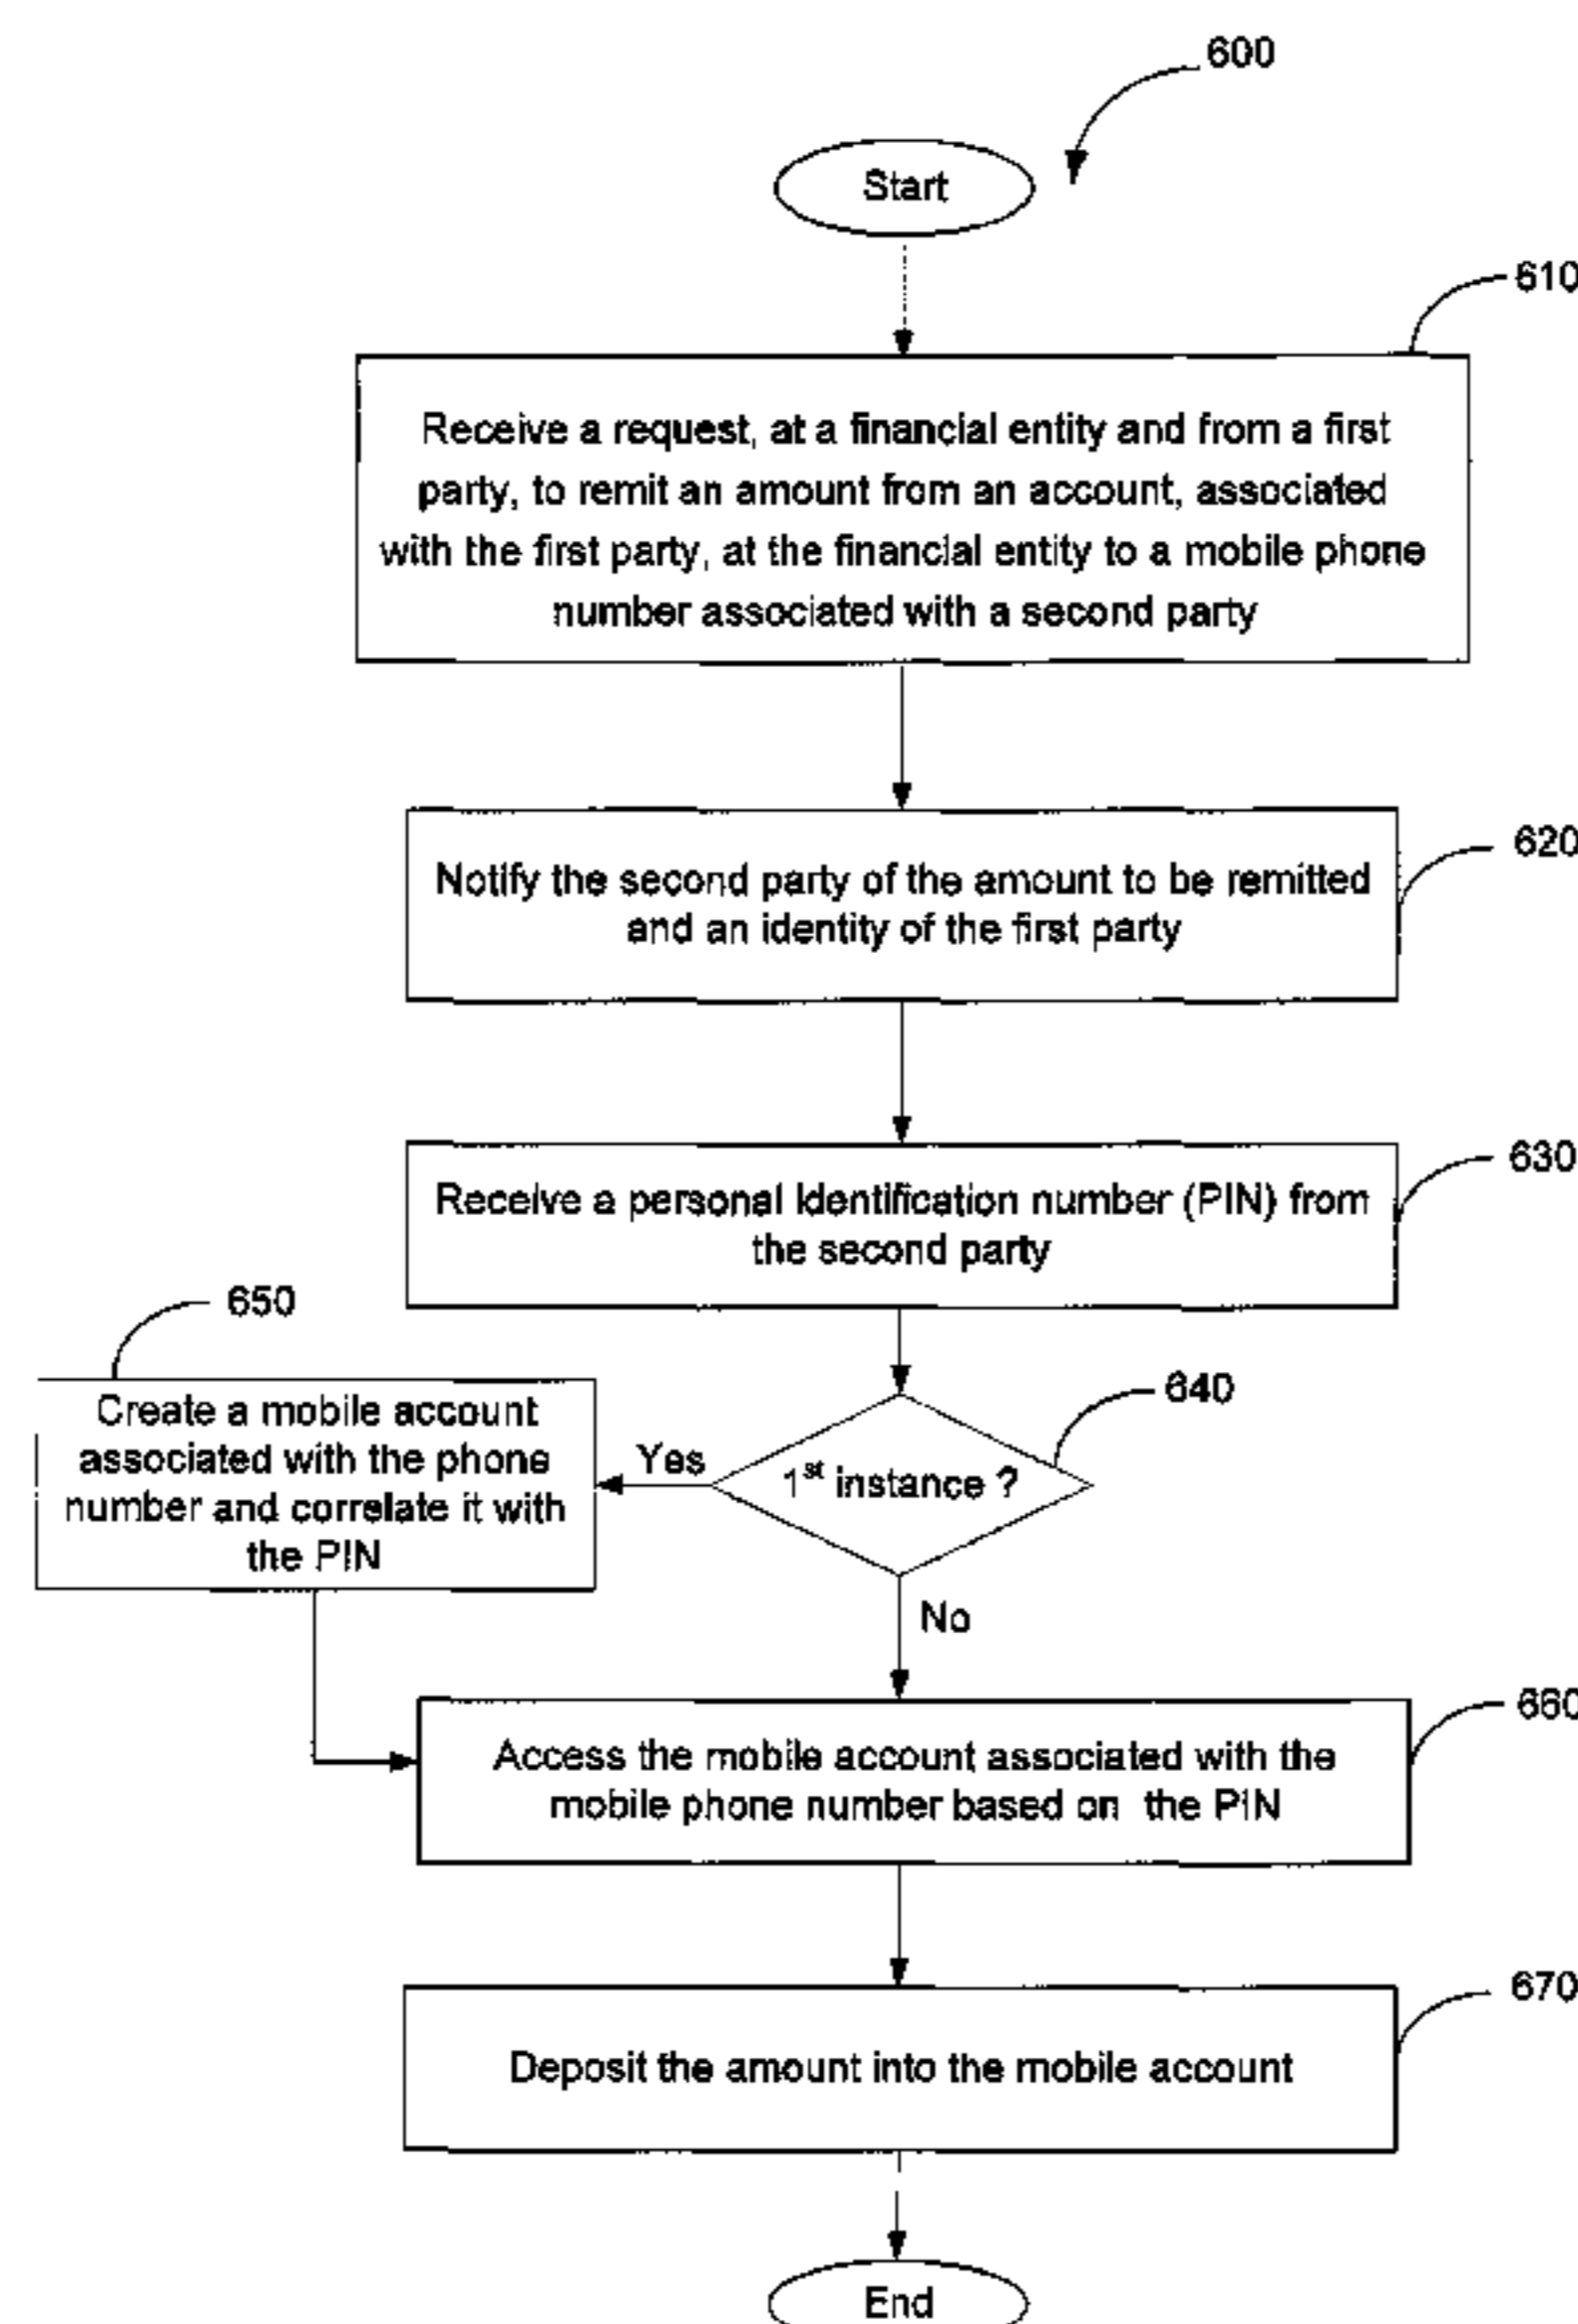 600
Start
610
Receive a request, at a financial entity and from a first
party, to remit an amount from an account, associated
with the first party, at the financial entity to a mobile phone
number associated with a second party
620
Notify the second party of the amount to be remitted
and an identity of the first party
630
Receive a personal identification number (PIN) from
the second party
650
Create a mobile account
associated with the phone
number and correlate it with
the PIN
Yes
640
1st instance ?
No
660
Access the mobile account associated with the
mobile phone number based on the PIN
670
Deposit the amount into the mobile account
End